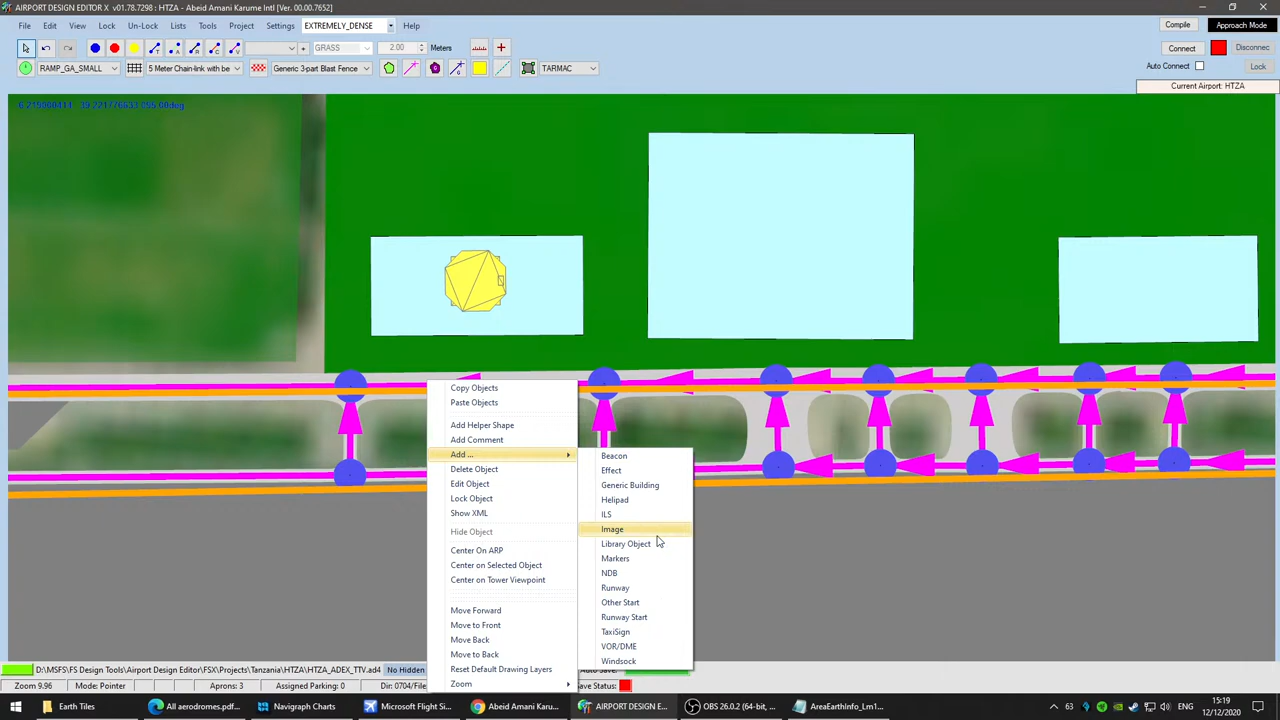 AIRPORT DESIGN EDITOR X v01.78.7298 : HTZA - Abeid Amani Karume Intl (Ver. 00.00.7652)
File Edit View Lock Un-Lock Lists Tools Project Settings EXTREMELY_DENSE Help
Compile Approach Mode
T A R C
GRASS 2.00 Meters
Connect Disconnec
Auto Connect Lock
RAMP_GA_SMALL 5 Meter Chain-link with be Generic 3-part Blast Fence TARMAC
Current Airport: HTZA
Copy Objects
Paste Objects
Add Helper Shape
Add Comment
Add ...
Delete Object
Edit Object
Lock Object
Show XML
Hide Object
Center On ARP
Center on Selected Object
Center on Tower Viewpoint
Move Forward
Move to Front
Move Back
Move to Back
Reset Default Drawing Layers
Zoom
Beacon
Effect
Generic Building
Helipad
ILS
Image
Library Object
Markers
NDB
Runway
Other Start
Runway Start
TaxiSign
VOR/DME
Windsock
D:\MSFS\FS Design Tools\Airport Design Editor\FSX\Projects\Tanzania\HTZA\HTZA_ADEX_TTV.ad4 No Hidden Auto Save:
Zoom 9.96 Mode: Pointer Aprons: 3 Assigned Parking: 0 Dir: 0704/File Save Status:
Earth Tiles All aerodromes.pdf... Navigraph Charts Microsoft Flight Si... Abeid Amani Karu... AIRPORT DESIGN E... OBS 26.0.2 (64-bit, ... AreaEarthInfo_Lm1... 63 15:19
12/12/2020